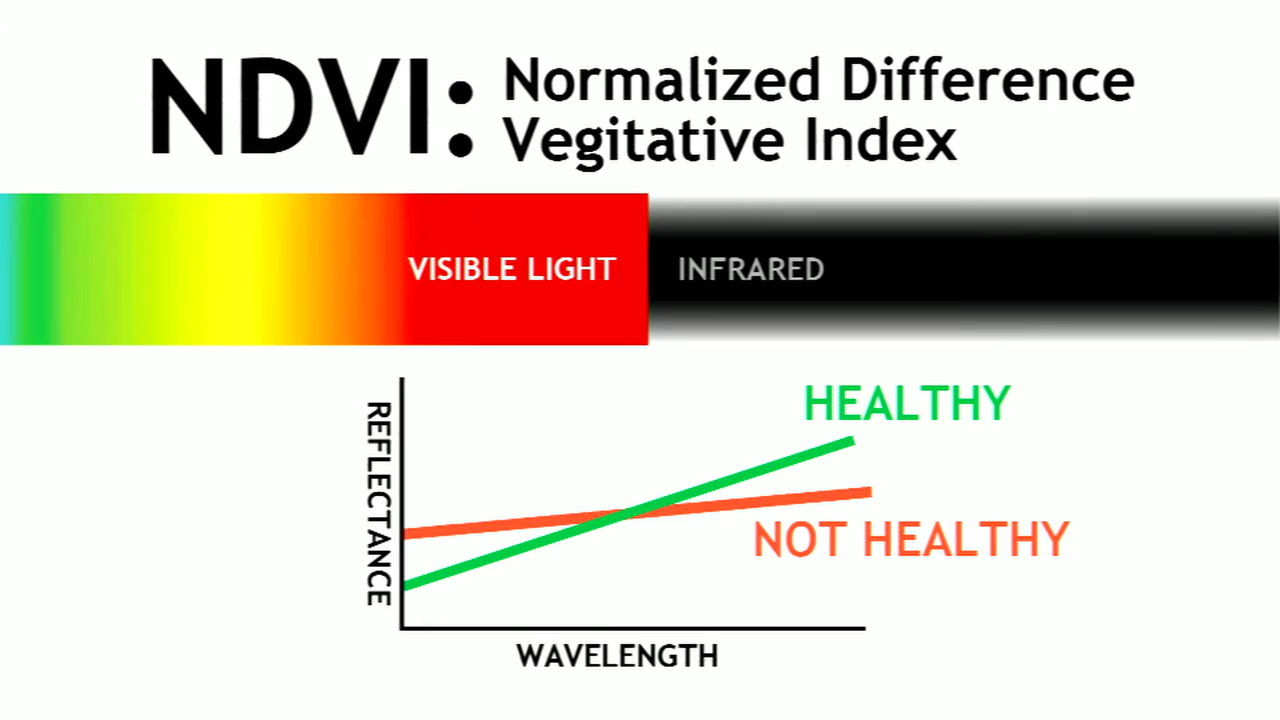 NDVI: Normalized Difference
Vegitative Index
VISIBLE LIGHT
INFRARED
REFLECTANCE
HEALTHY
NOT HEALTHY
WAVELENGTH